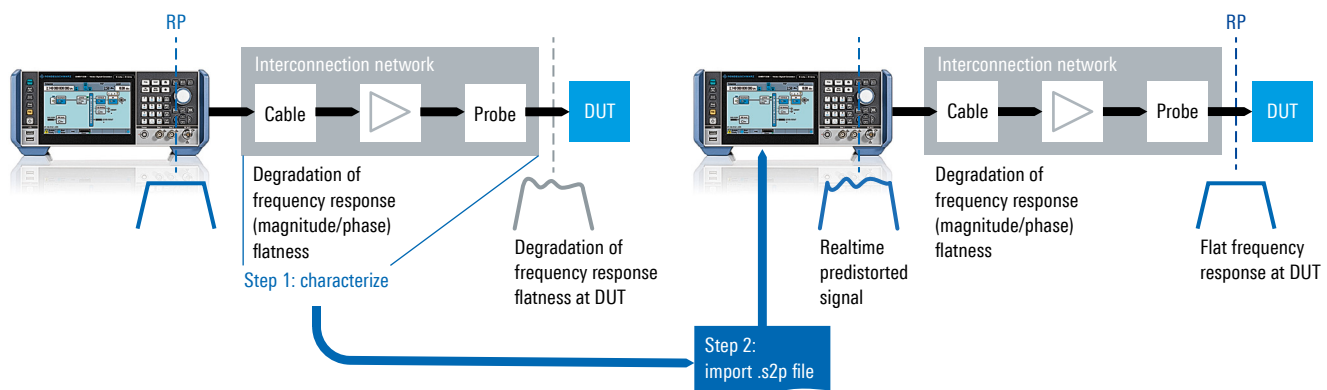 RP
Interconnection network
Cable
Probe
DUT
Degradation of
frequency response
(magnitude/phase)
flatness
Step 1: characterize
Degradation of
frequency response
flatness at DUT
RP
Interconnection network
Cable
Probe
DUT
Realtime
predistorted
signal
Degradation of
frequency response
(magnitude/phase)
flatness
Flat frequency
response at DUT
Step 2:
import .s2p file